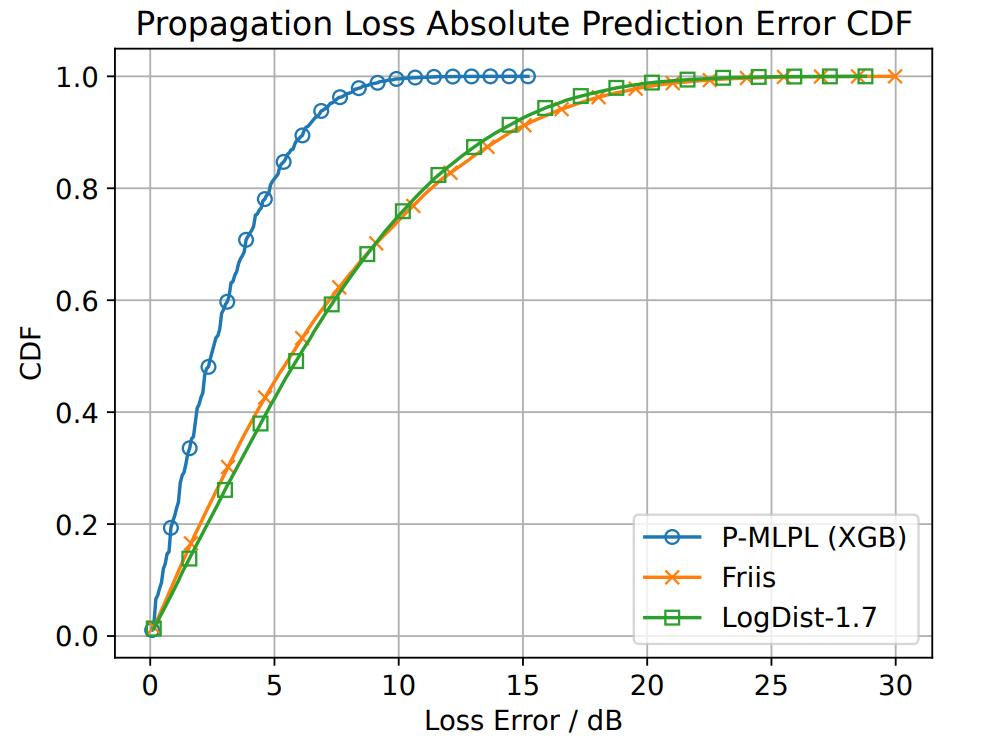 Propagation Loss Absolute Prediction Error CDF
1.0
0.8
0.6
0.4
0.2
0.0
CDF
P-MLPL (XGB)
Friis
LogDist-1.7
0 5 10 15 20 25 30
Loss Error / dB